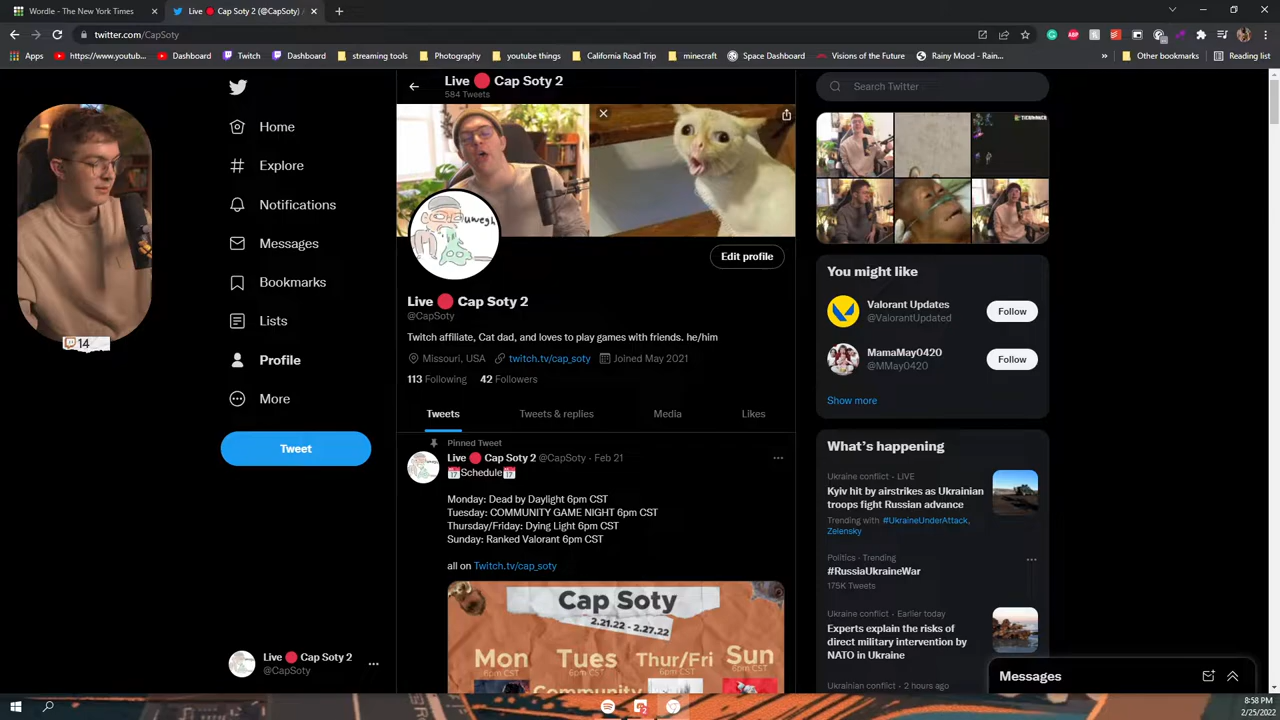 Wordle - The New York Times
Live 🔴 Cap Soty 2 (@CapSoty) /
twitter.com/CapSoty
Apps
https://www.youtub...
Dashboard
Twitch
Dashboard
streaming tools
Photography
youtube things
California Road Trip
minecraft
Space Dashboard
Visions of the Future
Rainy Mood - Rain...
»
Other bookmarks
Reading list
Home
Explore
Notifications
Messages
Bookmarks
Lists
Profile
More
Tweet
14
Live 🔴 Cap Soty 2
@CapSoty
Live 🔴 Cap Soty 2
584 Tweets
Edit profile
Live 🔴 Cap Soty 2
@CapSoty
Twitch affiliate, Cat dad, and loves to play games with friends. he/him
Missouri, USA twitch.tv/cap_soty Joined May 2021
113 Following 42 Followers
Tweets Tweets & replies Media Likes
Pinned Tweet
Live 🔴 Cap Soty 2 @CapSoty · Feb 21
📅Schedule📅
Monday: Dead by Daylight 6pm CST
Tuesday: COMMUNITY GAME NIGHT 6pm CST
Thursday/Friday: Dying Light 6pm CST
Sunday: Ranked Valorant 6pm CST
all on Twitch.tv/cap_soty
Cap Soty
2.21.22 - 2.27.22
Mon Tues Thur/Fri Sun
6pm CST 6pm CST 6pm CST 6pm CST
Community
Search Twitter
You might like
Valorant Updates
@ValorantUpdated
Follow
MamaMay0420
@MMay0420
Follow
Show more
What's happening
Ukraine conflict · LIVE
Kyiv hit by airstrikes as Ukrainian
troops fight Russian advance
Trending with #UkraineUnderAttack,
Zelensky
Politics · Trending
#RussiaUkraineWar
175K Tweets
Ukraine conflict · Earlier today
Experts explain the risks of
direct military intervention by
NATO in Ukraine
Ukrainian conflict · 2 hours ago
Messages
8:58 PM
2/25/2022